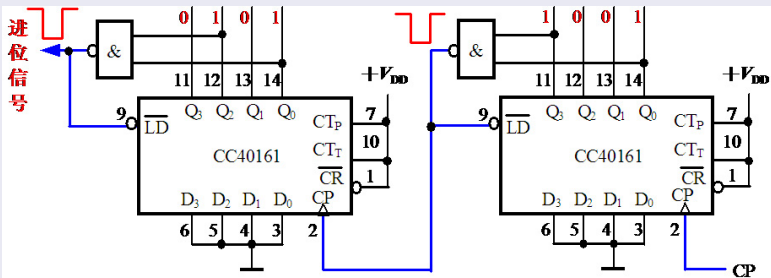 0 1 0 1
1 0 0 1
进位信号
&
&
11 12 13 14
11 12 13 14
+VDD
+VDD
9
Q3 Q2 Q1 Q0
7
9
Q3 Q2 Q1 Q0
7
LD
CTP
LD
CTP
10
10
CC40161
CTT
CC40161
CTT
CR
1
CR
1
D3 D2 D1 D0
CP
D3 D2 D1 D0
CP
6 5 4 3 2
6 5 4 3 2
CP